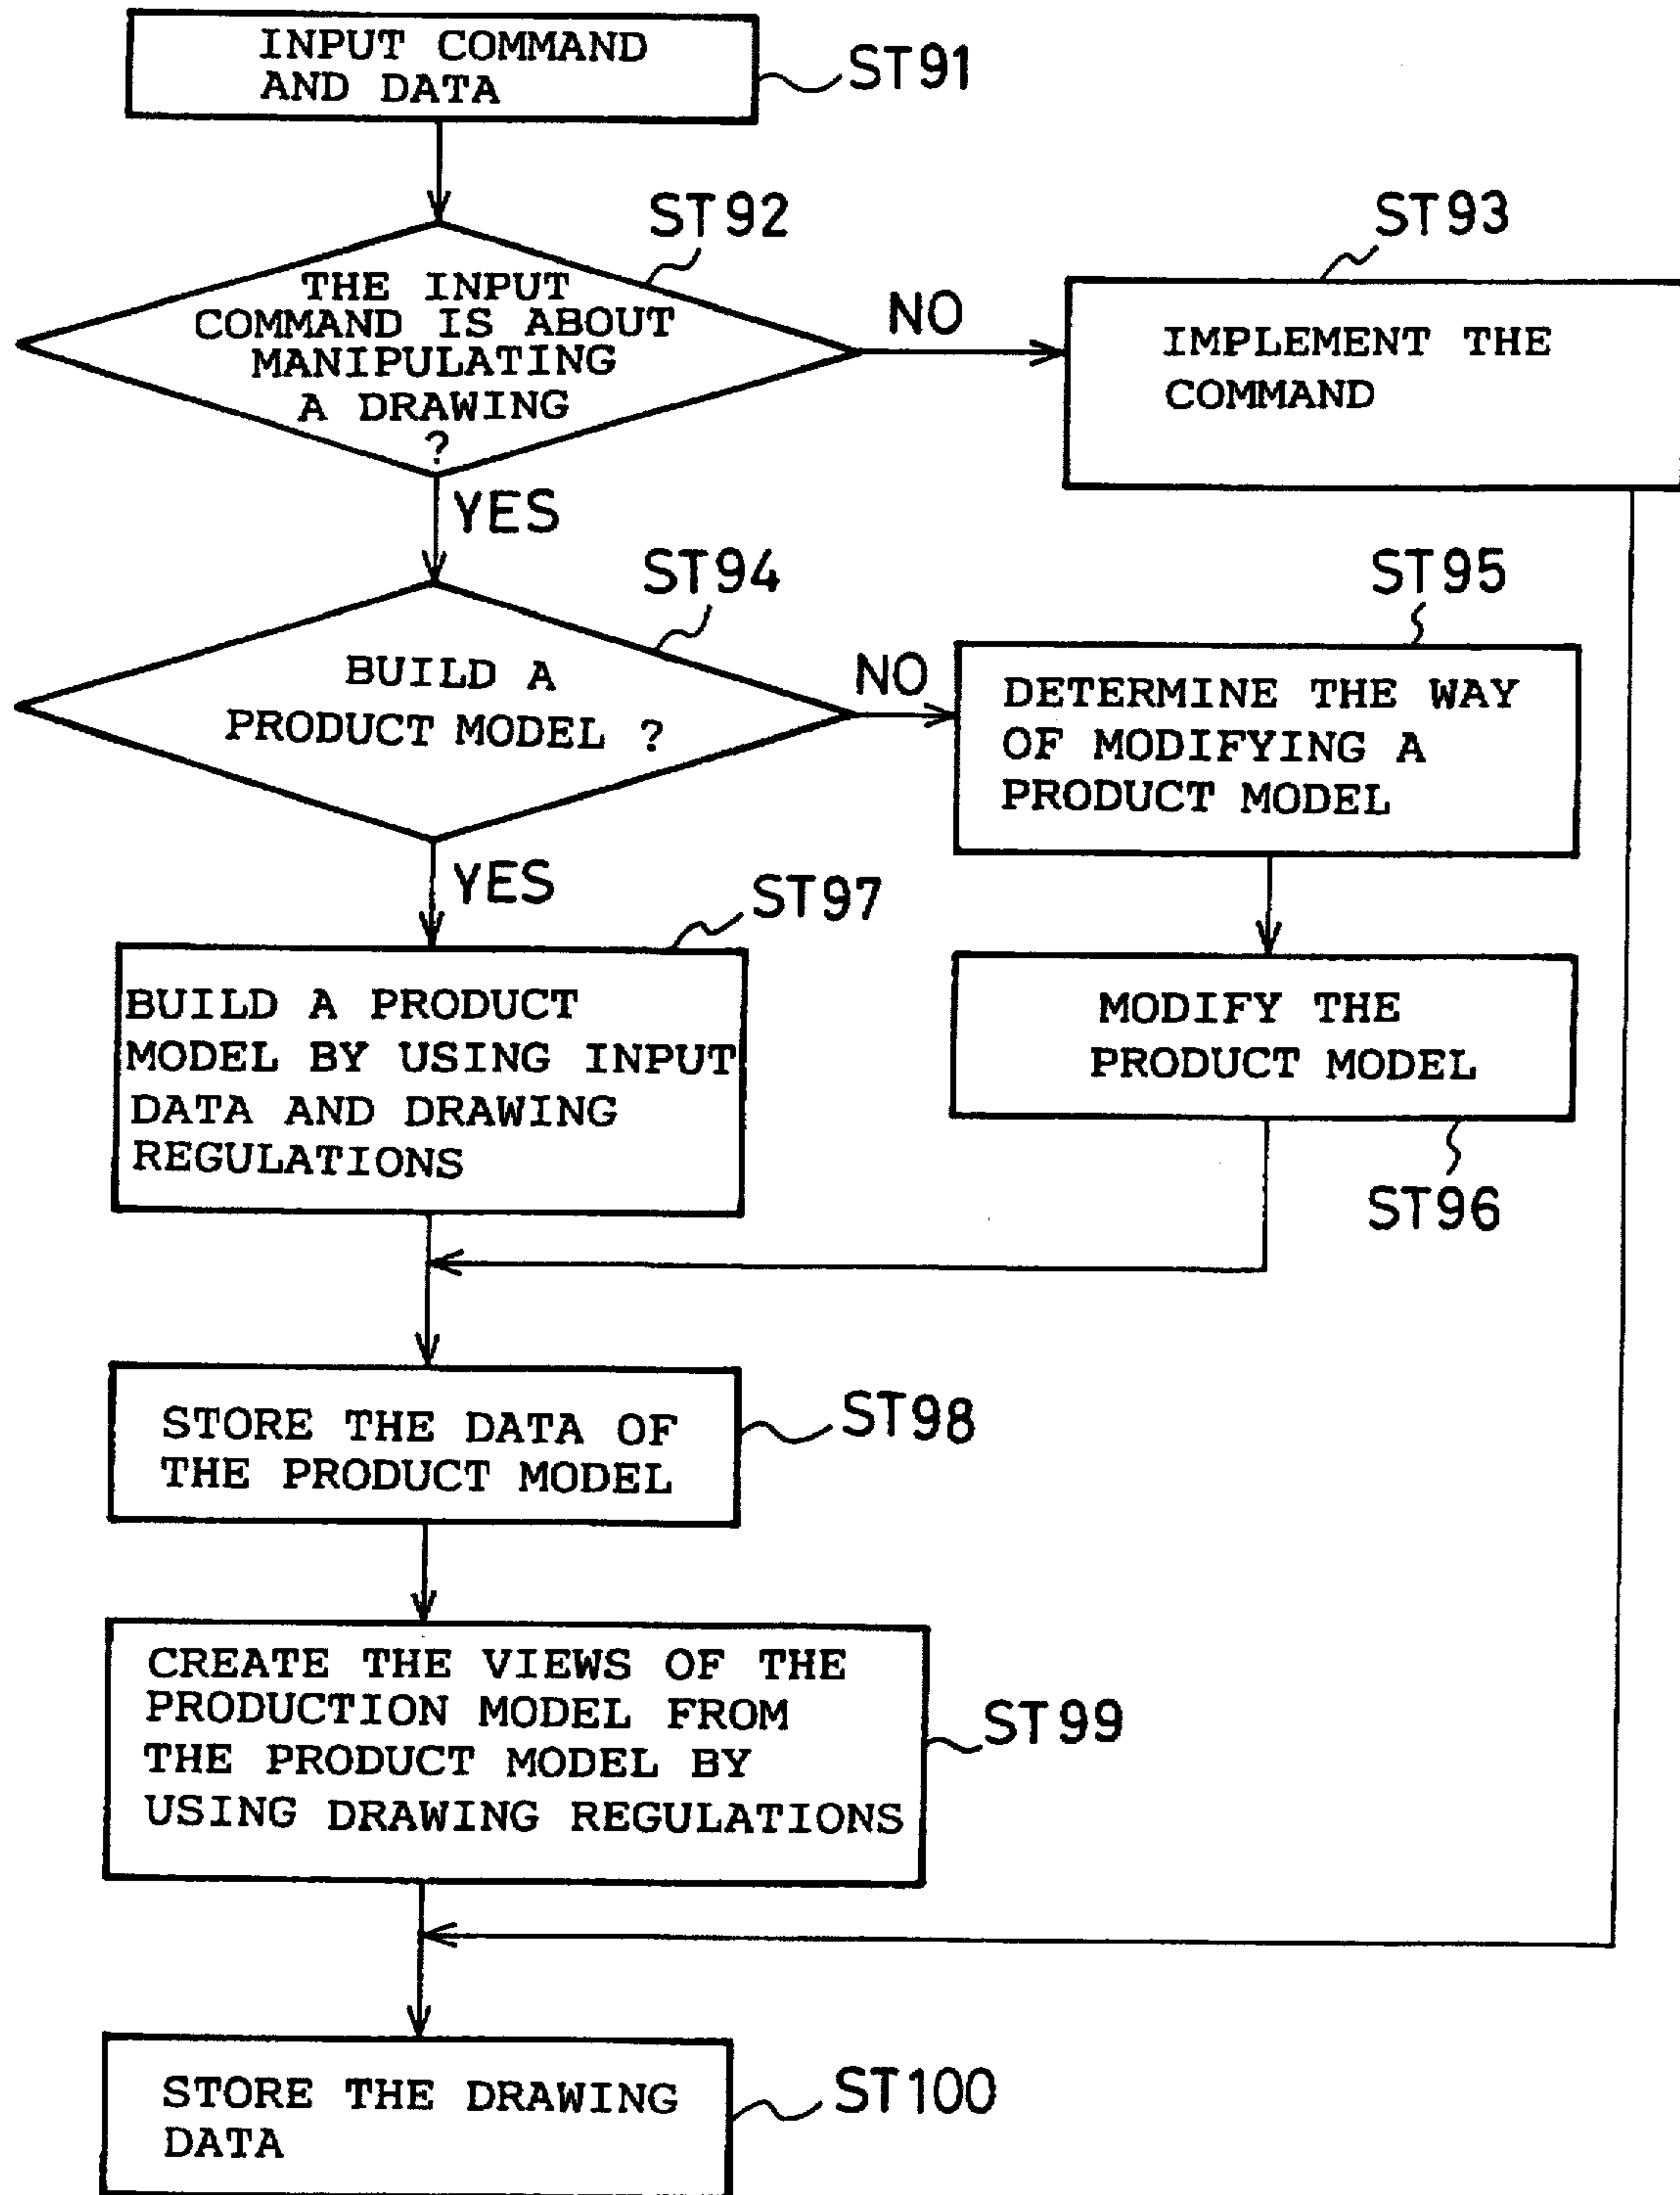 INPUT COMMAND
AND DATA
ST91
ST92
THE INPUT
COMMAND IS ABOUT
MANIPULATING
A DRAWING
?
NO
ST93
IMPLEMENT THE
COMMAND
YES
ST94
BUILD A
PRODUCT MODEL ?
NO
ST95
DETERMINE THE WAY
OF MODIFYING A
PRODUCT MODEL
YES
ST97
BUILD A PRODUCT
MODEL BY USING INPUT
DATA AND DRAWING
REGULATIONS
MODIFY THE
PRODUCT MODEL
ST96
STORE THE DATA OF
THE PRODUCT MODEL
ST98
CREATE THE VIEWS OF THE
PRODUCTION MODEL FROM
THE PRODUCT MODEL BY
USING DRAWING REGULATIONS
ST99
STORE THE DRAWING
DATA
ST100